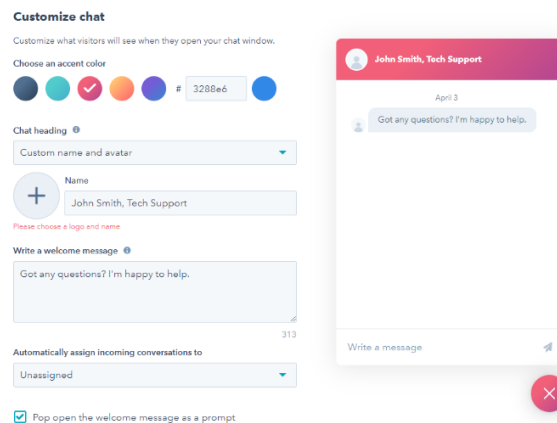 Customize chat
Customize what visitors will see when they open your chat window.
Choose an accent color
# 3288e6
Chat heading
Custom name and avatar
Name
John Smith, Tech Support
Please choose a logo and name.
Write a welcome message
Got any questions? I'm happy to help.
313
Automatically assign incoming conversations to
Unassigned
Pop open the welcome message as a prompt
John Smith, Tech Support
April 3
Got any questions? I'm happy to help.
Write a message